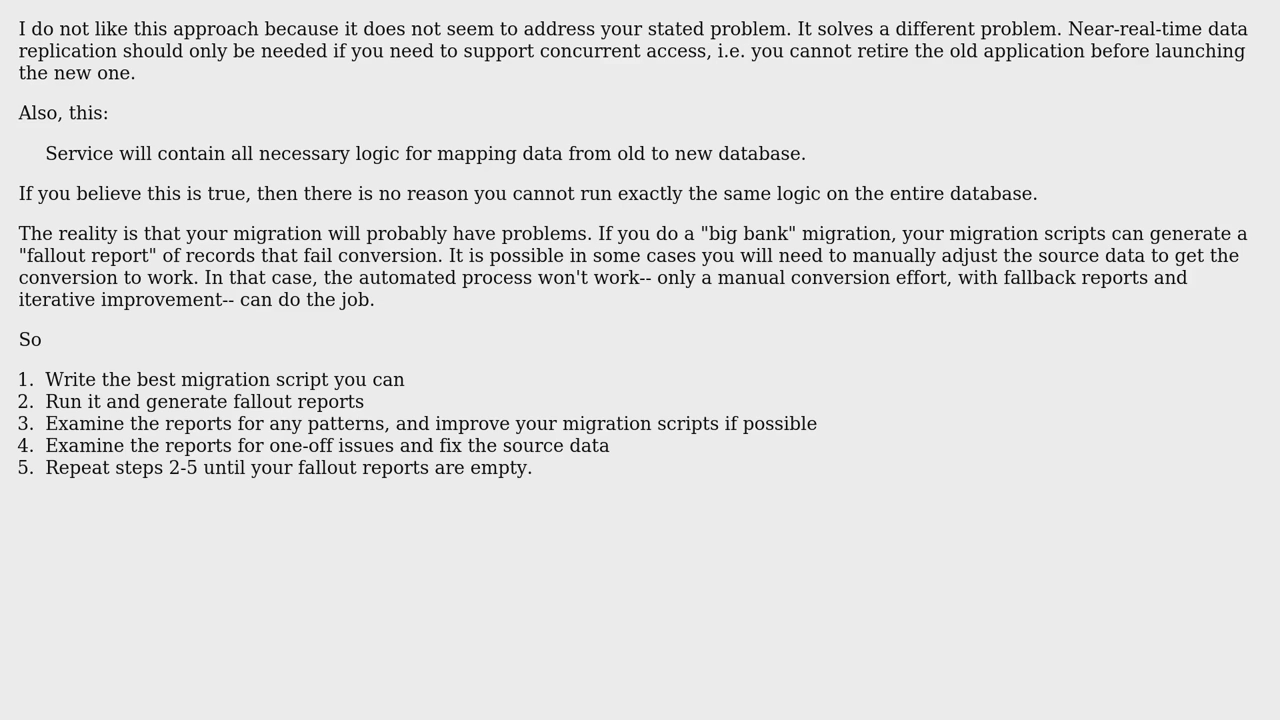 I do not like this approach because it does not seem to address your stated problem. It solves a different problem. Near-real-time data
replication should only be needed if you need to support concurrent access, i.e. you cannot retire the old application before launching
the new one.
Also, this:
Service will contain all necessary logic for mapping data from old to new database.
If you believe this is true, then there is no reason you cannot run exactly the same logic on the entire database.
The reality is that your migration will probably have problems. If you do a "big bank" migration, your migration scripts can generate a
"fallout report" of records that fail conversion. It is possible in some cases you will need to manually adjust the source data to get the
conversion to work. In that case, the automated process won't work-- only a manual conversion effort, with fallback reports and
iterative improvement-- can do the job.
So
1. Write the best migration script you can
2. Run it and generate fallout reports
3. Examine the reports for any patterns, and improve your migration scripts if possible
4. Examine the reports for one-off issues and fix the source data
5. Repeat steps 2-5 until your fallout reports are empty.